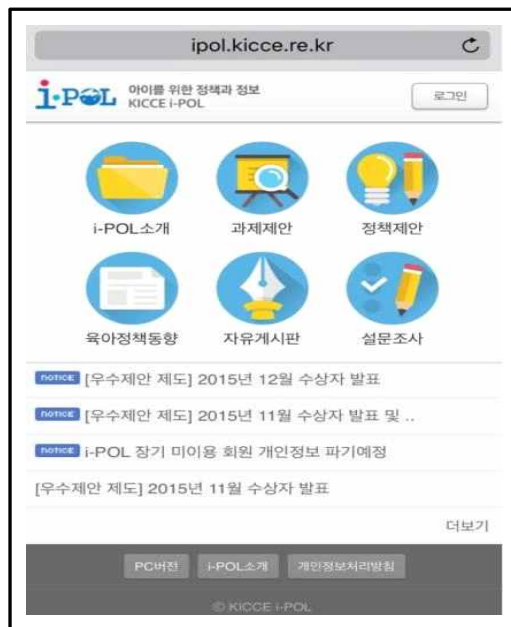 ipol.kicce.re.kr
i·POL 아이를 위한 정책과 정보
KICCE i-POL
로그인
i-POL소개 과제제안 정책제안
육아정책동향 자유게시판 설문조사
notice [우수제안 제도] 2015년 12월 수상자 발표
notice [우수제안 제도] 2015년 11월 수상자 발표 및 ..
notice i-POL 장기 미이용 회원 개인정보 파기예정
[우수제안 제도] 2015년 11월 수상자 발표
더보기
PC버전 i-POL소개 개인정보처리방침
© KICCE i-POL